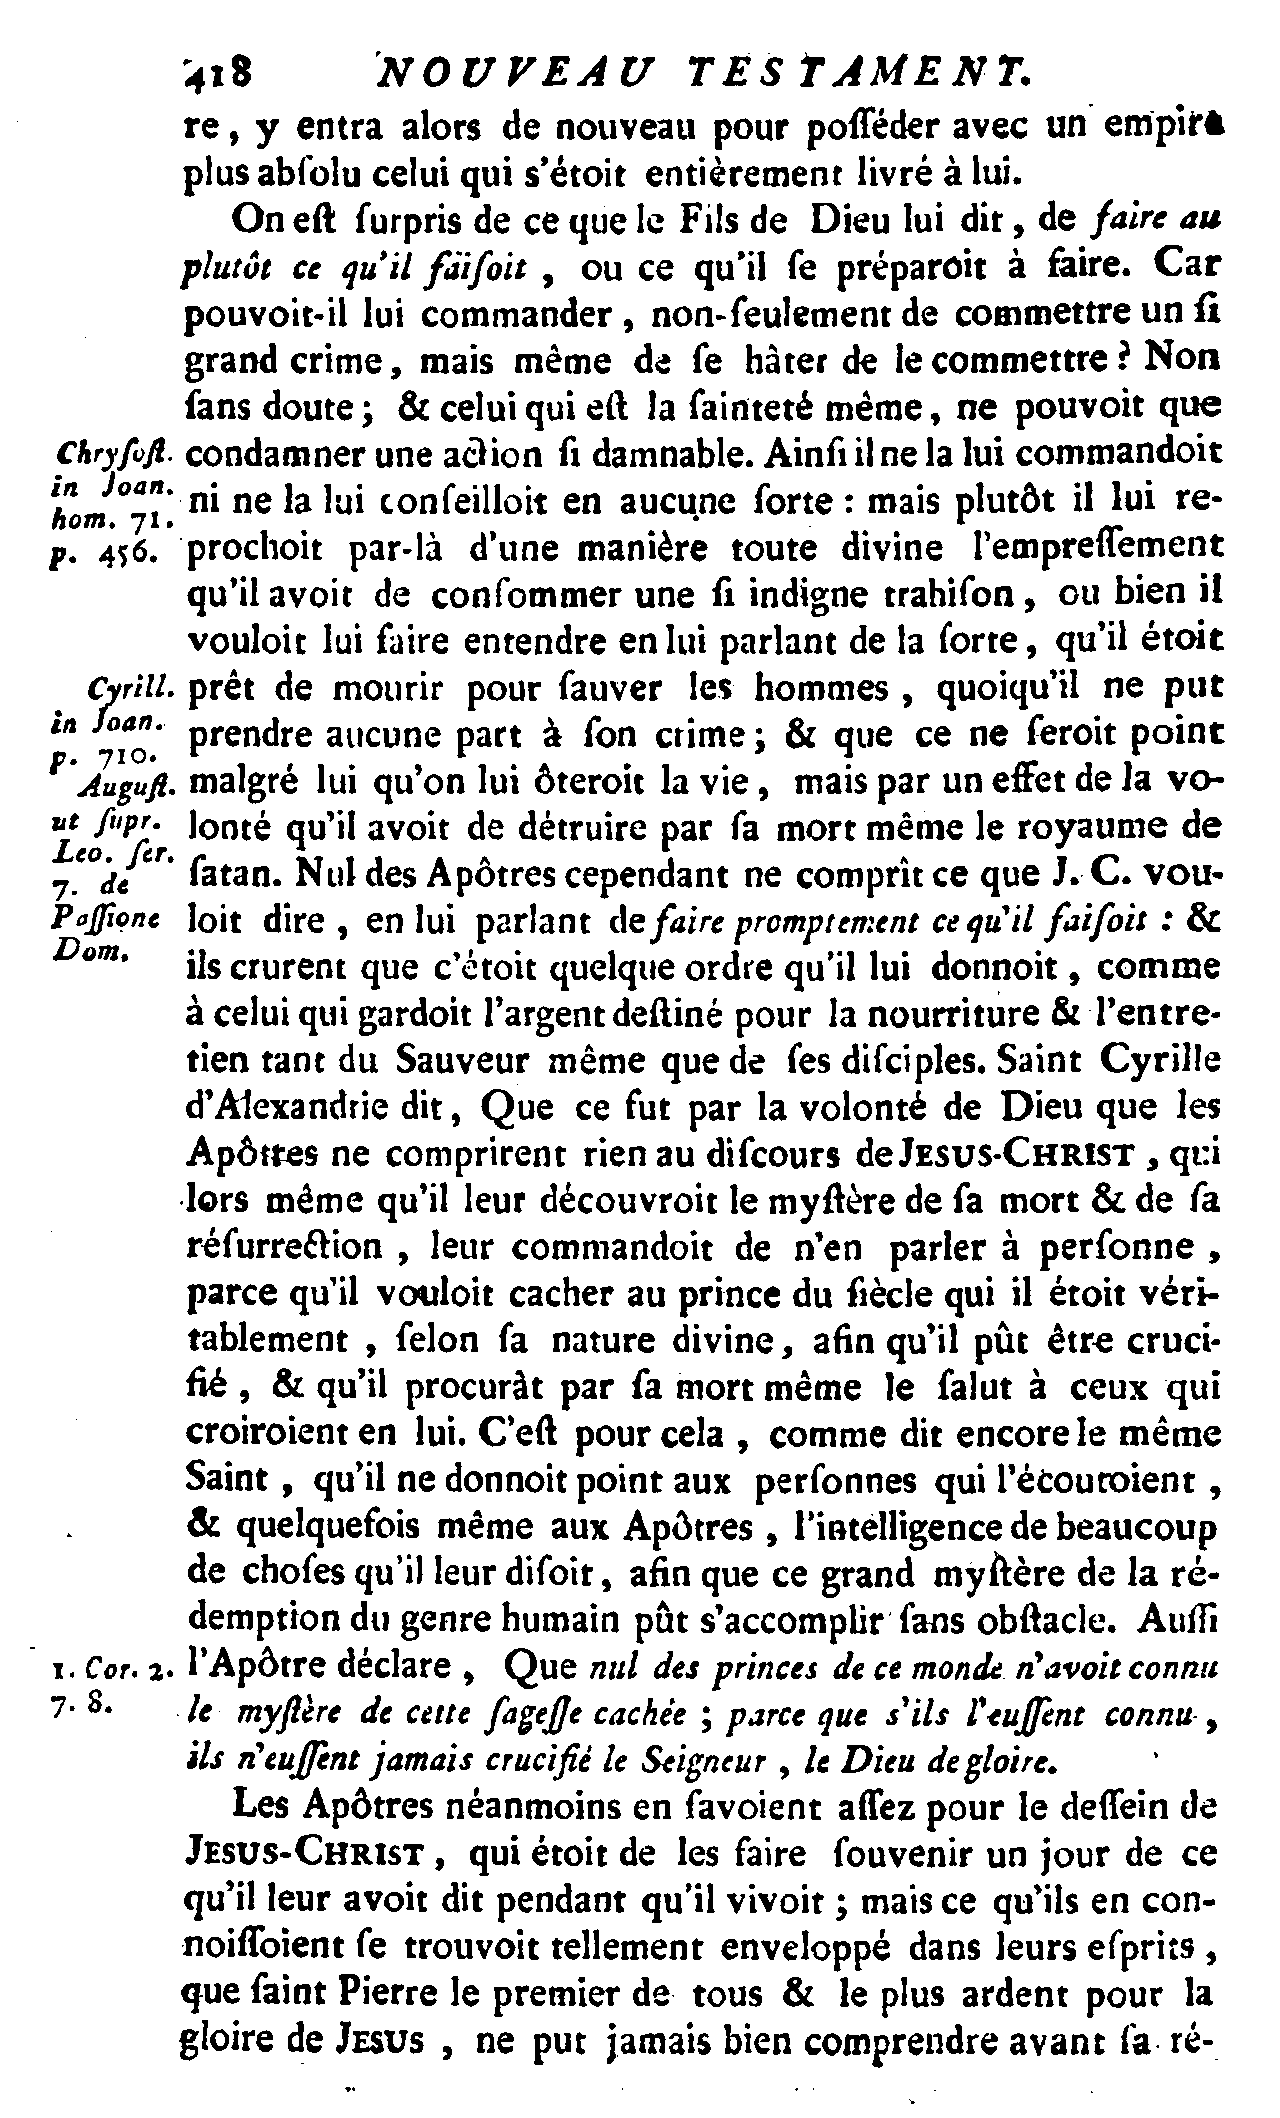 418 NOUVEAU TESTAMENT.
re, y entra alors de nouveau pour poſſéder avec un empire
plus abſolu celui qui s'étoit entièrement livré à lui.
On eſt ſurpris de ce que le Fils de Dieu lui dit, de faire au
plutôt ce qu'il faiſoit, ou ce qu'il ſe préparoit à faire. Car
pouvoit-il lui commander, non-ſeulement de commettre un ſi
grand crime, mais même de ſe hâter de le commettre? Non
ſans doute; & celui qui eſt la ſainteté même, ne pouvoit que
condamner une action ſi damnable. Ainſi il ne la lui commandoit
ni ne la lui conſeilloit en aucune ſorte : mais plutôt il lui re-
prochoit par-là d'une manière toute divine l'empreſſement
qu'il avoit de conſommer une ſi indigne trahiſon, ou bien il
vouloit lui faire entendre en lui parlant de la ſorte, qu'il étoit
prêt de mourir pour ſauver les hommes, quoiqu'il ne put
prendre aucune part à ſon crime; & que ce ne ſeroit point
malgré lui qu'on lui ôteroit la vie, mais par un effet de la vo-
lonté qu'il avoit de détruire par ſa mort même le royaume de
ſatan. Nul des Apôtres cependant ne comprît ce que J. C. vou-
loit dire, en lui parlant de faire promptement ce qu'il faiſoit : &
ils crurent que c'étoit quelque ordre qu'il lui donnoit, comme
à celui qui gardoit l'argent deſtiné pour la nourriture & l'entre-
tien tant du Sauveur même que de ſes diſciples. Saint Cyrille
d'Alexandrie dit, Que ce fut par la volonté de Dieu que les
Apôtres ne comprirent rien au diſcours de JESUS-CHRIST, qui
lors même qu'il leur découvroit le myſtère de ſa mort & de ſa
réſurrection, leur commandoit de n'en parler à perſonne,
parce qu'il vouloit cacher au prince du ſiècle qui il étoit véri-
tablement, ſelon ſa nature divine, afin qu'il pût être cruci-
fié, & qu'il procurât par ſa mort même le ſalut à ceux qui
croiroient en lui. C'eſt pour cela, comme dit encore le même
Saint, qu'il ne donnoit point aux perſonnes qui l'écoutoient,
& quelquefois même aux Apôtres, l'intelligence de beaucoup
de choſes qu'il leur diſoit, afin que ce grand myſtère de la ré-
demption du genre humain pût s'accomplir ſans obſtacle. Auſſi
l'Apôtre déclare, Que nul des princes de ce monde n'avoit connu
le myſtère de cette ſageſſe cachée; parce que s'ils l'euſſent connu,
ils n'euſſent jamais crucifié le Seigneur, le Dieu de gloire.
Les Apôtres néanmoins en ſavoient aſſez pour le deſſein de
JESUS-CHRIST, qui étoit de les faire ſouvenir un jour de ce
qu'il leur avoit dit pendant qu'il vivoit; mais ce qu'ils en con-
noiſſoient ſe trouvoit tellement enveloppé dans leurs eſprits,
que ſaint Pierre le premier de tous & le plus ardent pour la
gloire de JESUS, ne put jamais bien comprendre avant ſa ré-
Chryſoſt.
in Joan.
hom. 71.
p. 456.
Cyrill.
in Joan.
p. 710.
Auguſt.
ut ſupr.
Leo. ſer.
7. de
Paſſione
Dom.
1. Cor. 2.
7. 8.